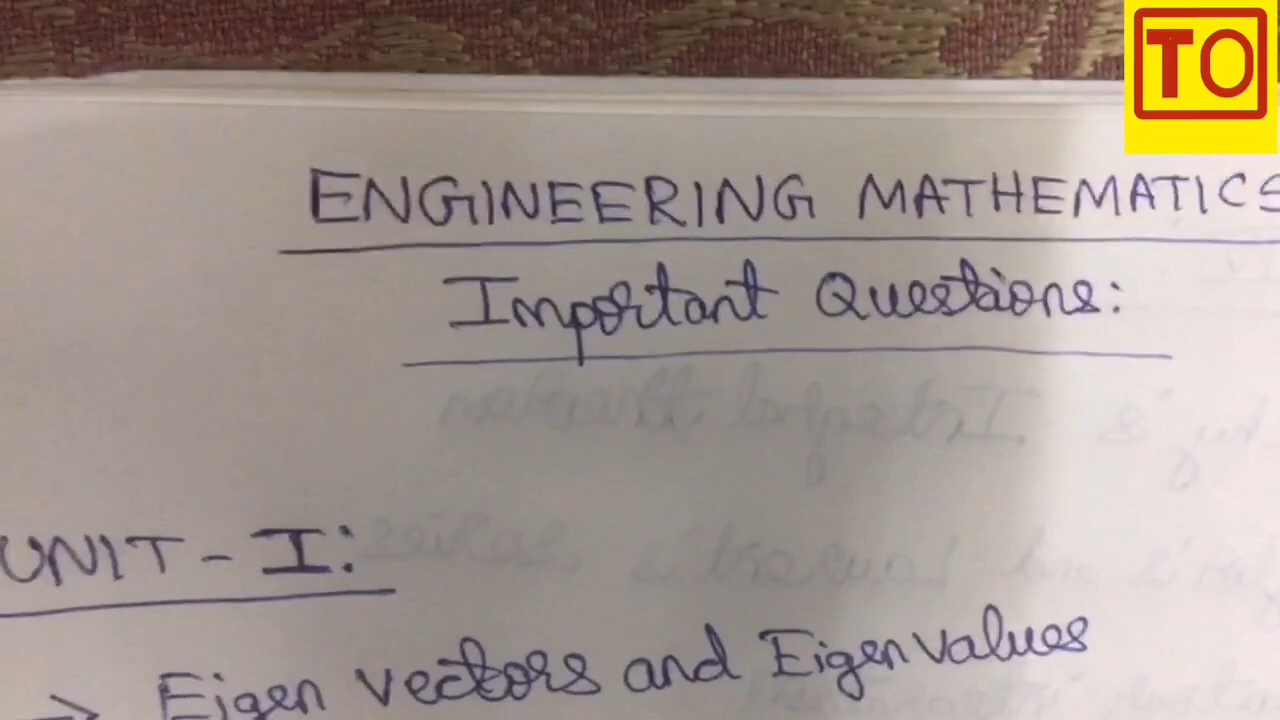 TO
ENGINEERING MATHEMATICS
Important Questions:
UNIT - I:
→ Eigen vectors and Eigen values